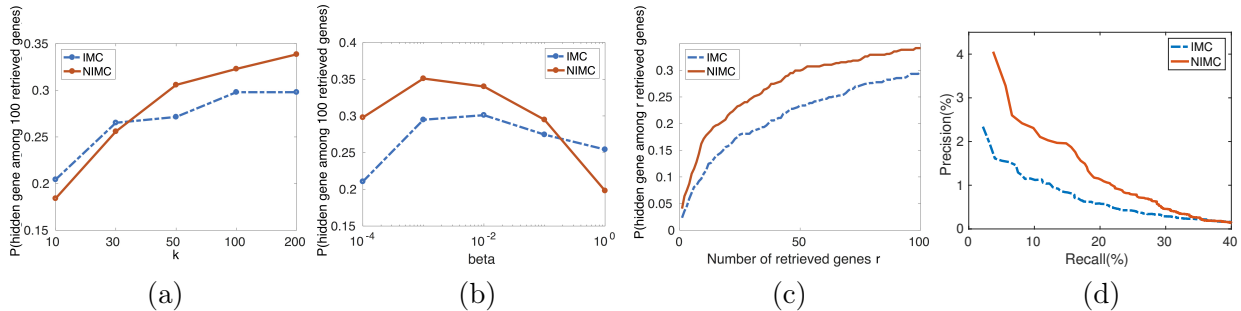 P(hidden gene among 100 retrieved genes)
0.35
0.3
0.25
0.2
0.15
IMC
NIMC
10 30 50 100 200
k
(a)
P(hidden gene among 100 retrieved genes)
0.4
0.35
0.3
0.25
0.2
0.15
IMC
NIMC
10^-4 10^-2 10^0
beta
(b)
P(hidden gene among r retrieved genes)
0.3
0.25
0.2
0.15
0.1
0.05
0
IMC
NIMC
0 50 100
Number of retrieved genes r
(c)
Precision(%)
4
3
2
1
0
IMC
NIMC
0 10 20 30 40
Recall(%)
(d)